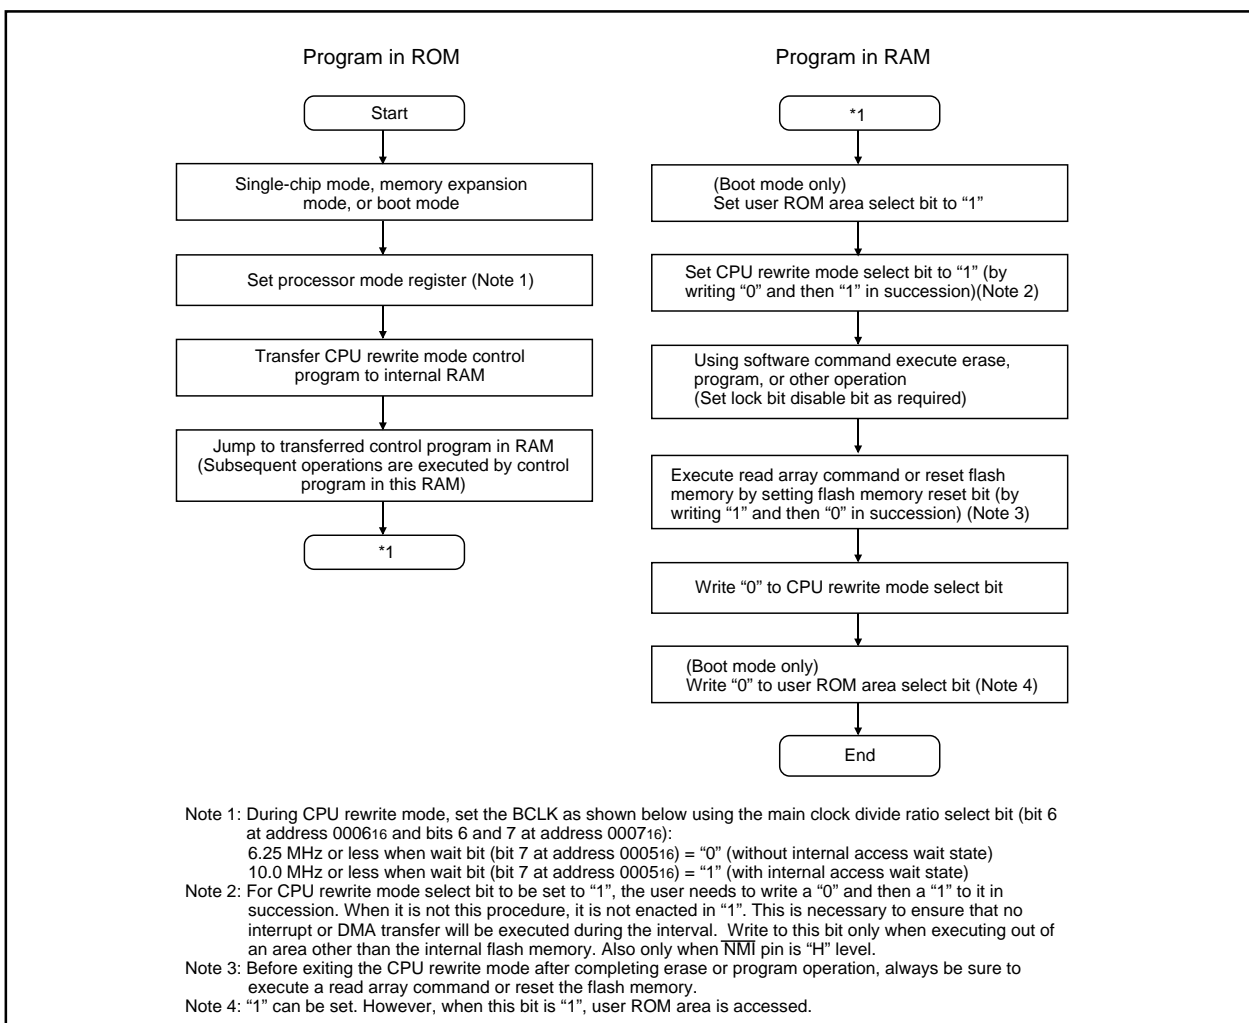 Program in ROM
Start
Single-chip mode, memory expansion
mode, or boot mode
Set processor mode register (Note 1)
Transfer CPU rewrite mode control
program to internal RAM
Jump to transferred control program in RAM
(Subsequent operations are executed by control
program in this RAM)
*1
Program in RAM
*1
(Boot mode only)
Set user ROM area select bit to “1”
Set CPU rewrite mode select bit to “1” (by
writing “0” and then “1” in succession)(Note 2)
Using software command execute erase,
program, or other operation
(Set lock bit disable bit as required)
Execute read array command or reset flash
memory by setting flash memory reset bit (by
writing “1” and then “0” in succession) (Note 3)
Write “0” to CPU rewrite mode select bit
(Boot mode only)
Write “0” to user ROM area select bit (Note 4)
End
Note 1: During CPU rewrite mode, set the BCLK as shown below using the main clock divide ratio select bit (bit 6
at address 000616 and bits 6 and 7 at address 000716):
6.25 MHz or less when wait bit (bit 7 at address 000516) = “0” (without internal access wait state)
10.0 MHz or less when wait bit (bit 7 at address 000516) = “1” (with internal access wait state)
Note 2: For CPU rewrite mode select bit to be set to “1”, the user needs to write a “0” and then a “1” to it in
succession. When it is not this procedure, it is not enacted in “1”. This is necessary to ensure that no
interrupt or DMA transfer will be executed during the interval. Write to this bit only when executing out of
an area other than the internal flash memory. Also only when NMI pin is “H” level.
Note 3: Before exiting the CPU rewrite mode after completing erase or program operation, always be sure to
execute a read array command or reset the flash memory.
Note 4: “1” can be set. However, when this bit is “1”, user ROM area is accessed.